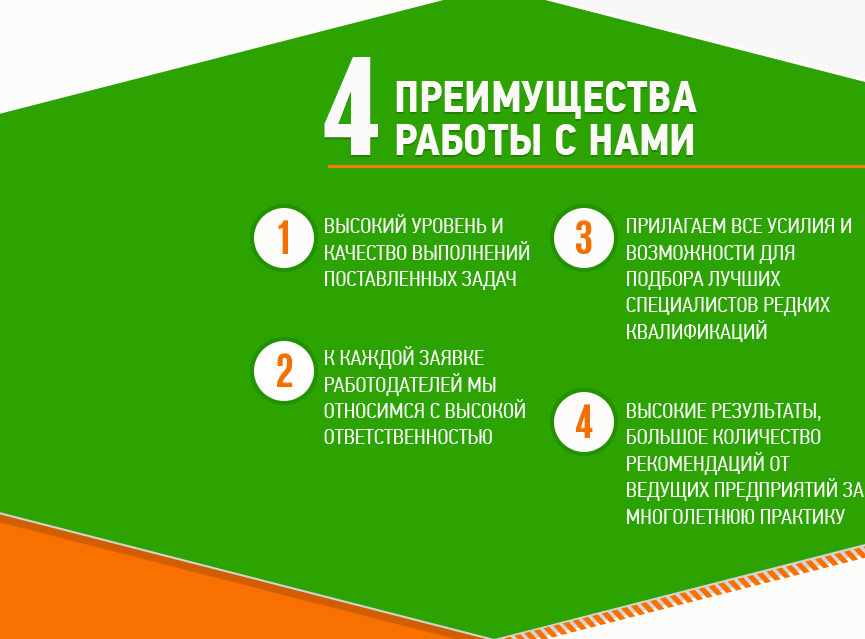 4 ПРЕИМУЩЕСТВА
РАБОТЫ С НАМИ
1
ВЫСОКИЙ УРОВЕНЬ И
КАЧЕСТВО ВЫПОЛНЕНИЙ
ПОСТАВЛЕННЫХ ЗАДАЧ
2
К КАЖДОЙ ЗАЯВКЕ
РАБОТОДАТЕЛЕЙ МЫ
ОТНОСИМСЯ С ВЫСОКОЙ
ОТВЕТСТВЕННОСТЬЮ
3
ПРИЛАГАЕМ ВСЕ УСИЛИЯ И
ВОЗМОЖНОСТИ ДЛЯ
ПОДБОРА ЛУЧШИХ
СПЕЦИАЛИСТОВ РЕДКИХ
КВАЛИФИКАЦИЙ
4
ВЫСОКИЕ РЕЗУЛЬТАТЫ,
БОЛЬШОЕ КОЛИЧЕСТВО
РЕКОМЕНДАЦИЙ ОТ
ВЕДУЩИХ ПРЕДПРИЯТИЙ ЗА
МНОГОЛЕТНЮЮ ПРАКТИКУ